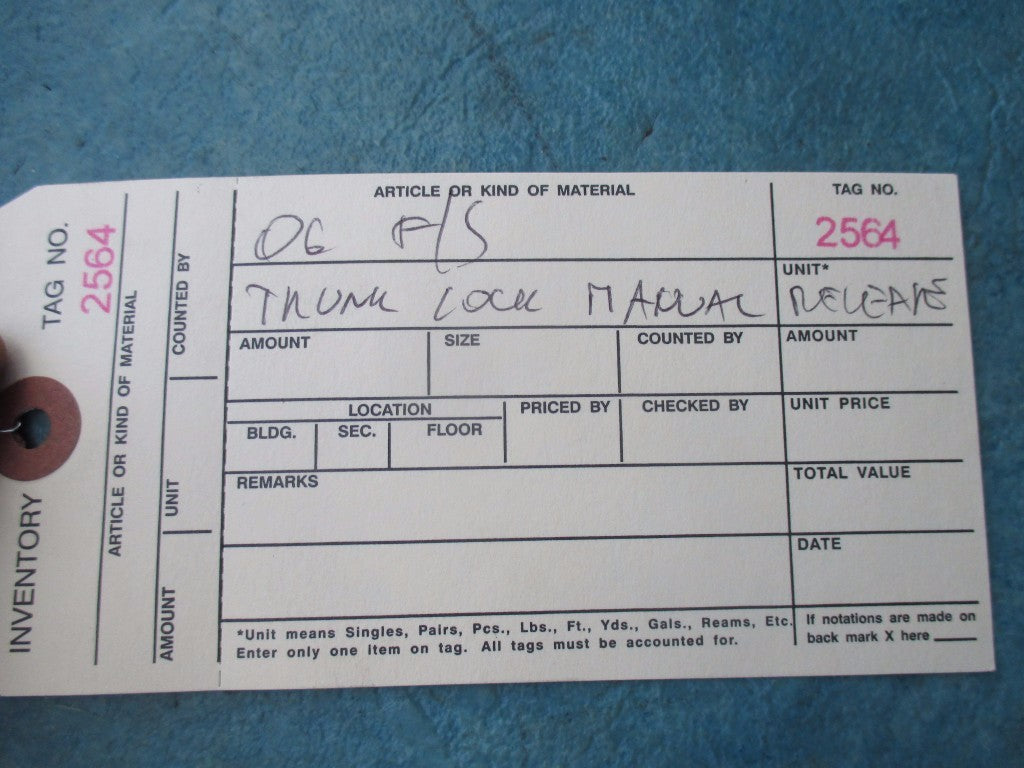 INVENTORY
TAG NO.
2564
ARTICLE OR KIND OF MATERIAL
AMOUNT
UNIT
COUNTED BY
ARTICLE OR KIND OF MATERIAL
TAG NO.
06 F/S
2564
UNIT*
TRUNK LOCK MANUAL RELEASE
AMOUNT SIZE COUNTED BY AMOUNT
LOCATION PRICED BY CHECKED BY UNIT PRICE
BLDG. SEC. FLOOR
REMARKS TOTAL VALUE
DATE
*Unit means Singles, Pairs, Pcs., Lbs., Ft., Yds., Gals., Reams, Etc.
Enter only one item on tag. All tags must be accounted for.
If notations are made on
back mark X here